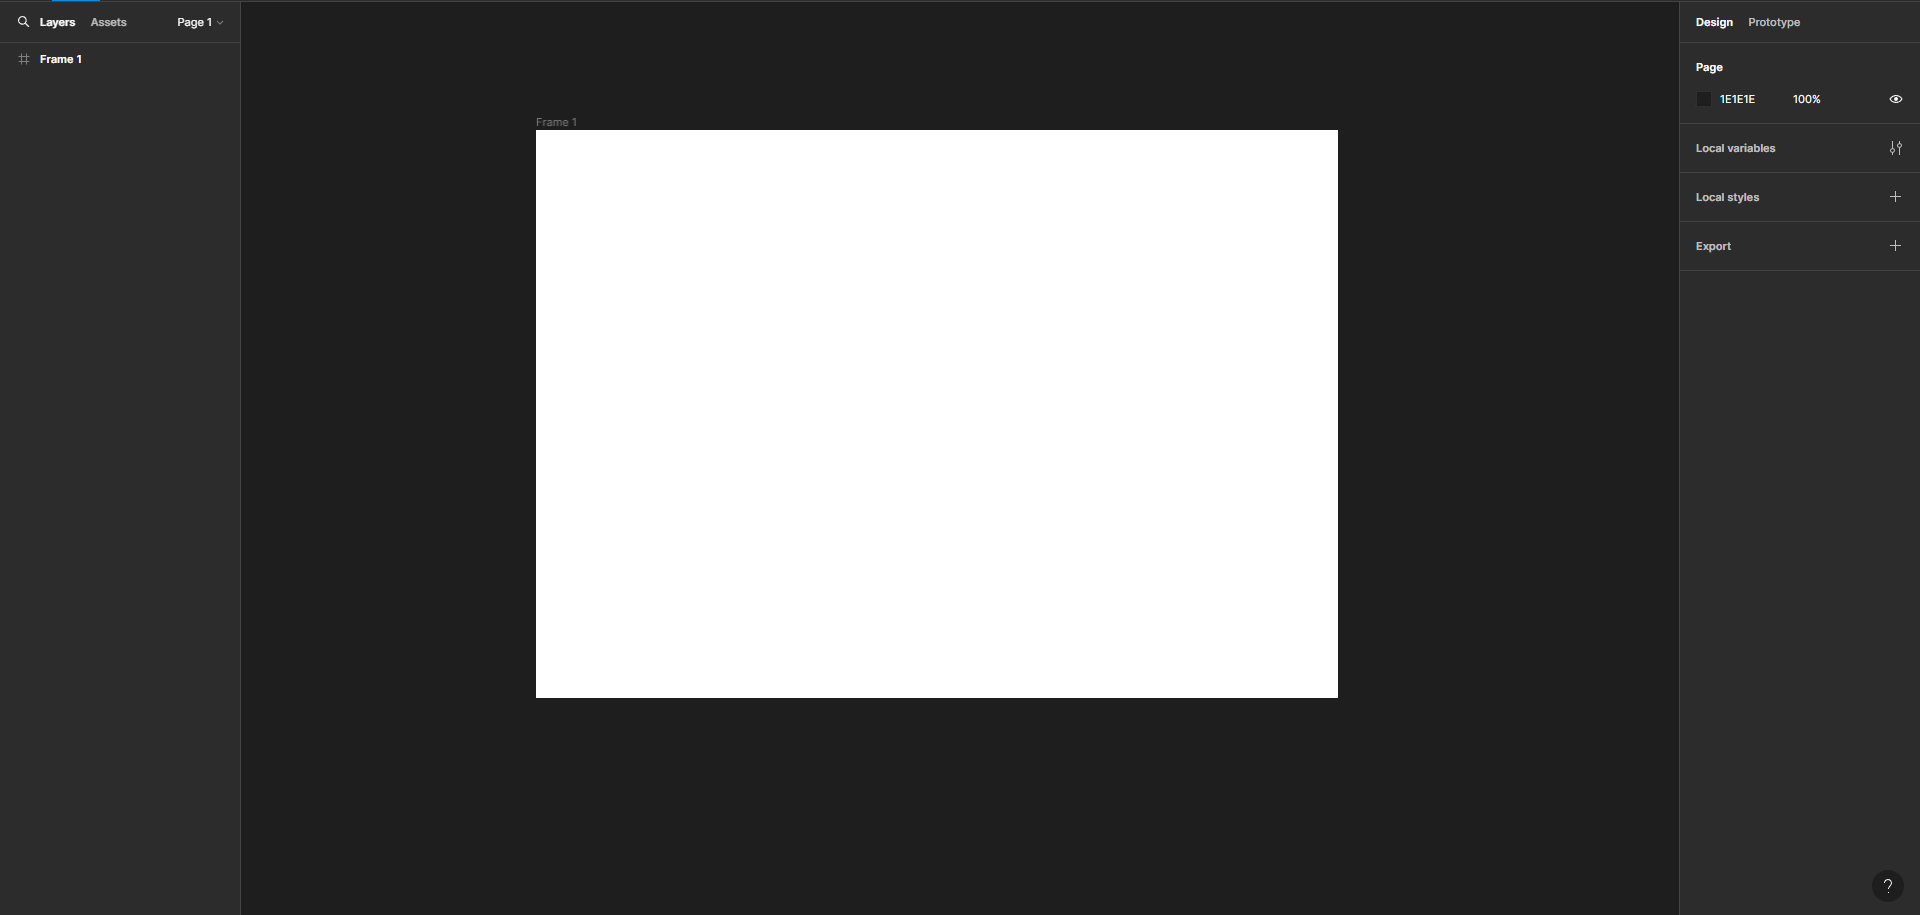 Layers Assets Page 1
Frame 1
Frame 1
Design Prototype
Page
1E1E1E 100%
Local variables
Local styles
Export
?